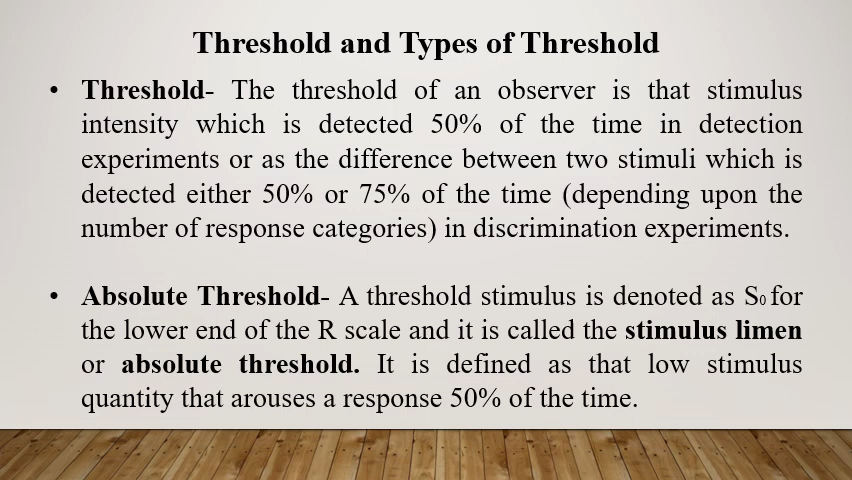 Threshold and Types of Threshold
• Threshold- The threshold of an observer is that stimulus
intensity which is detected 50% of the time in detection
experiments or as the difference between two stimuli which is
detected either 50% or 75% of the time (depending upon the
number of response categories) in discrimination experiments.
• Absolute Threshold- A threshold stimulus is denoted as S₀ for
the lower end of the R scale and it is called the stimulus limen
or absolute threshold. It is defined as that low stimulus
quantity that arouses a response 50% of the time.